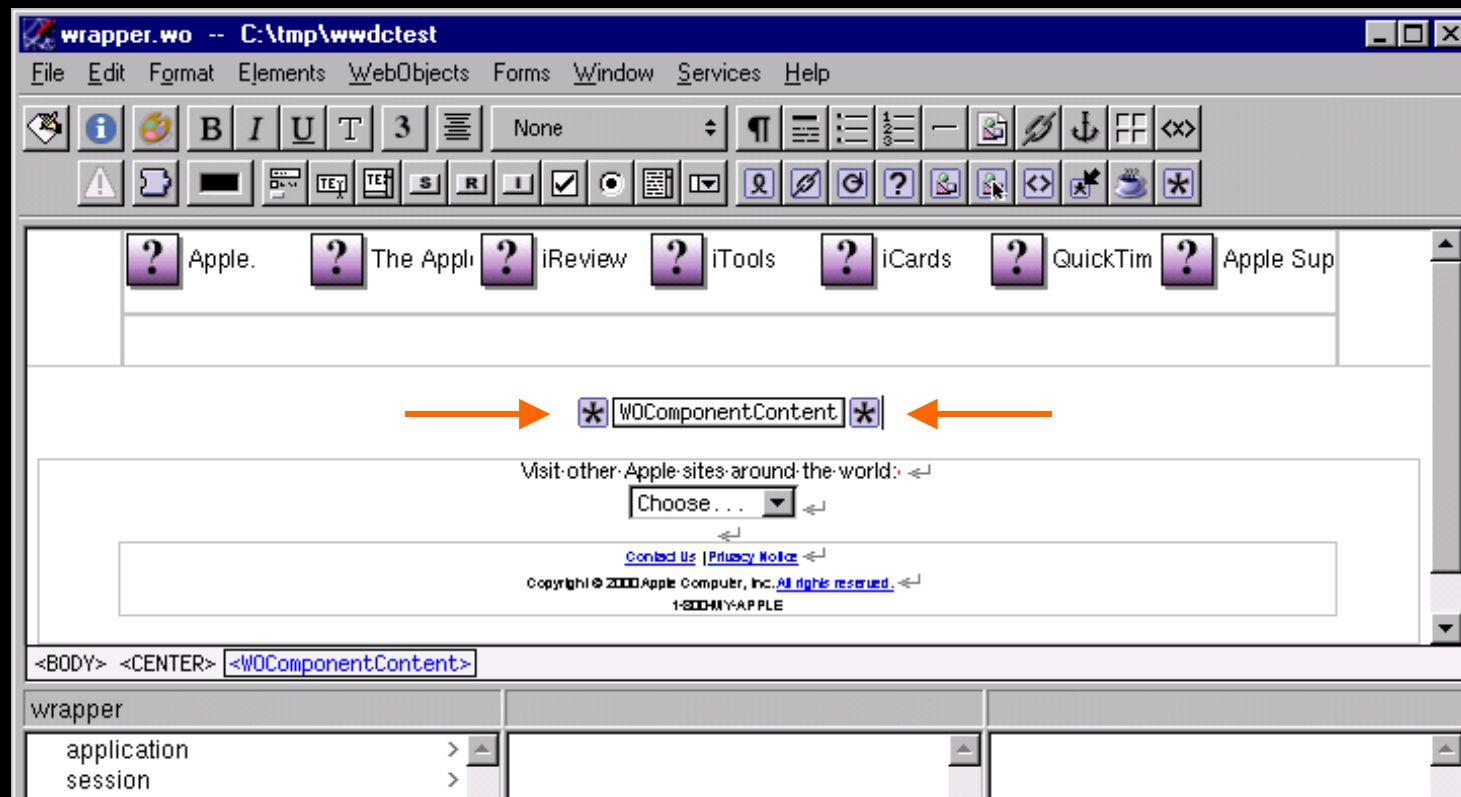 wrapper.wo -- C:\tmp\wwdctest
File Edit Format Elements WebObjects Forms Window Services Help
B I U T 3 None
TEX TEX S R I
Apple. The Appl iReview iTools iCards QuickTim Apple Sup
WOComponentContent
Visit other Apple sites around the world:
Choose...
Contact Us | Privacy Notice
Copyright © 2000 Apple Computer, Inc. All rights reserved.
1-800-MY-APPLE
<BODY> <CENTER> <WOComponentContent>
wrapper
application >
session >